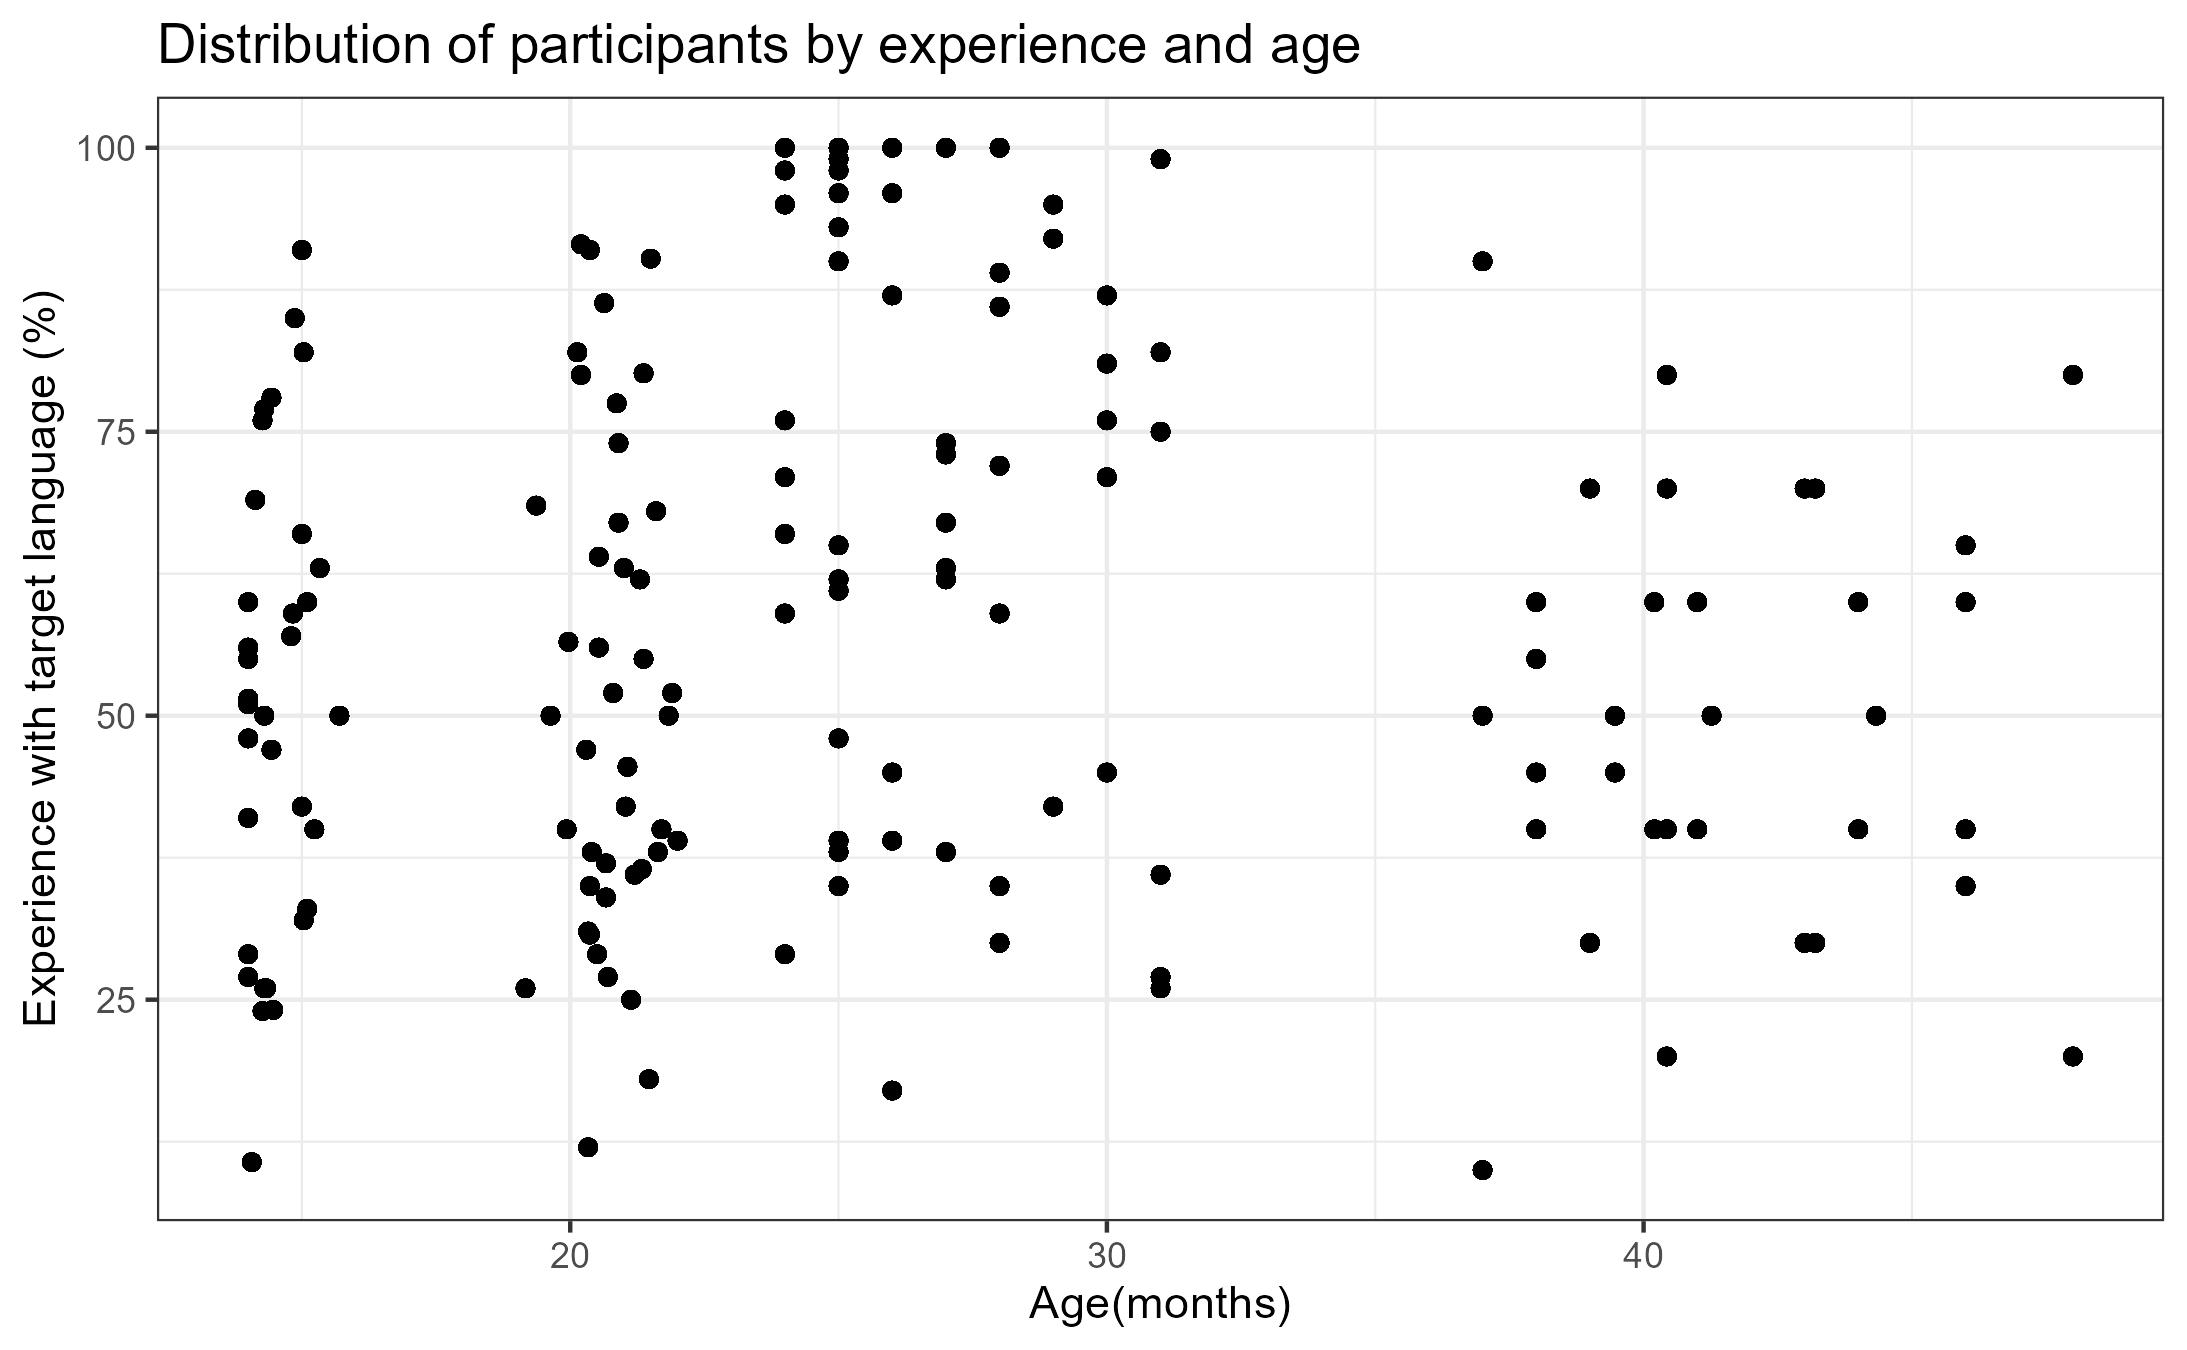 Distribution of participants by experience and age
Experience with target language (%)
100
75
50
25
20 30 40
Age(months)